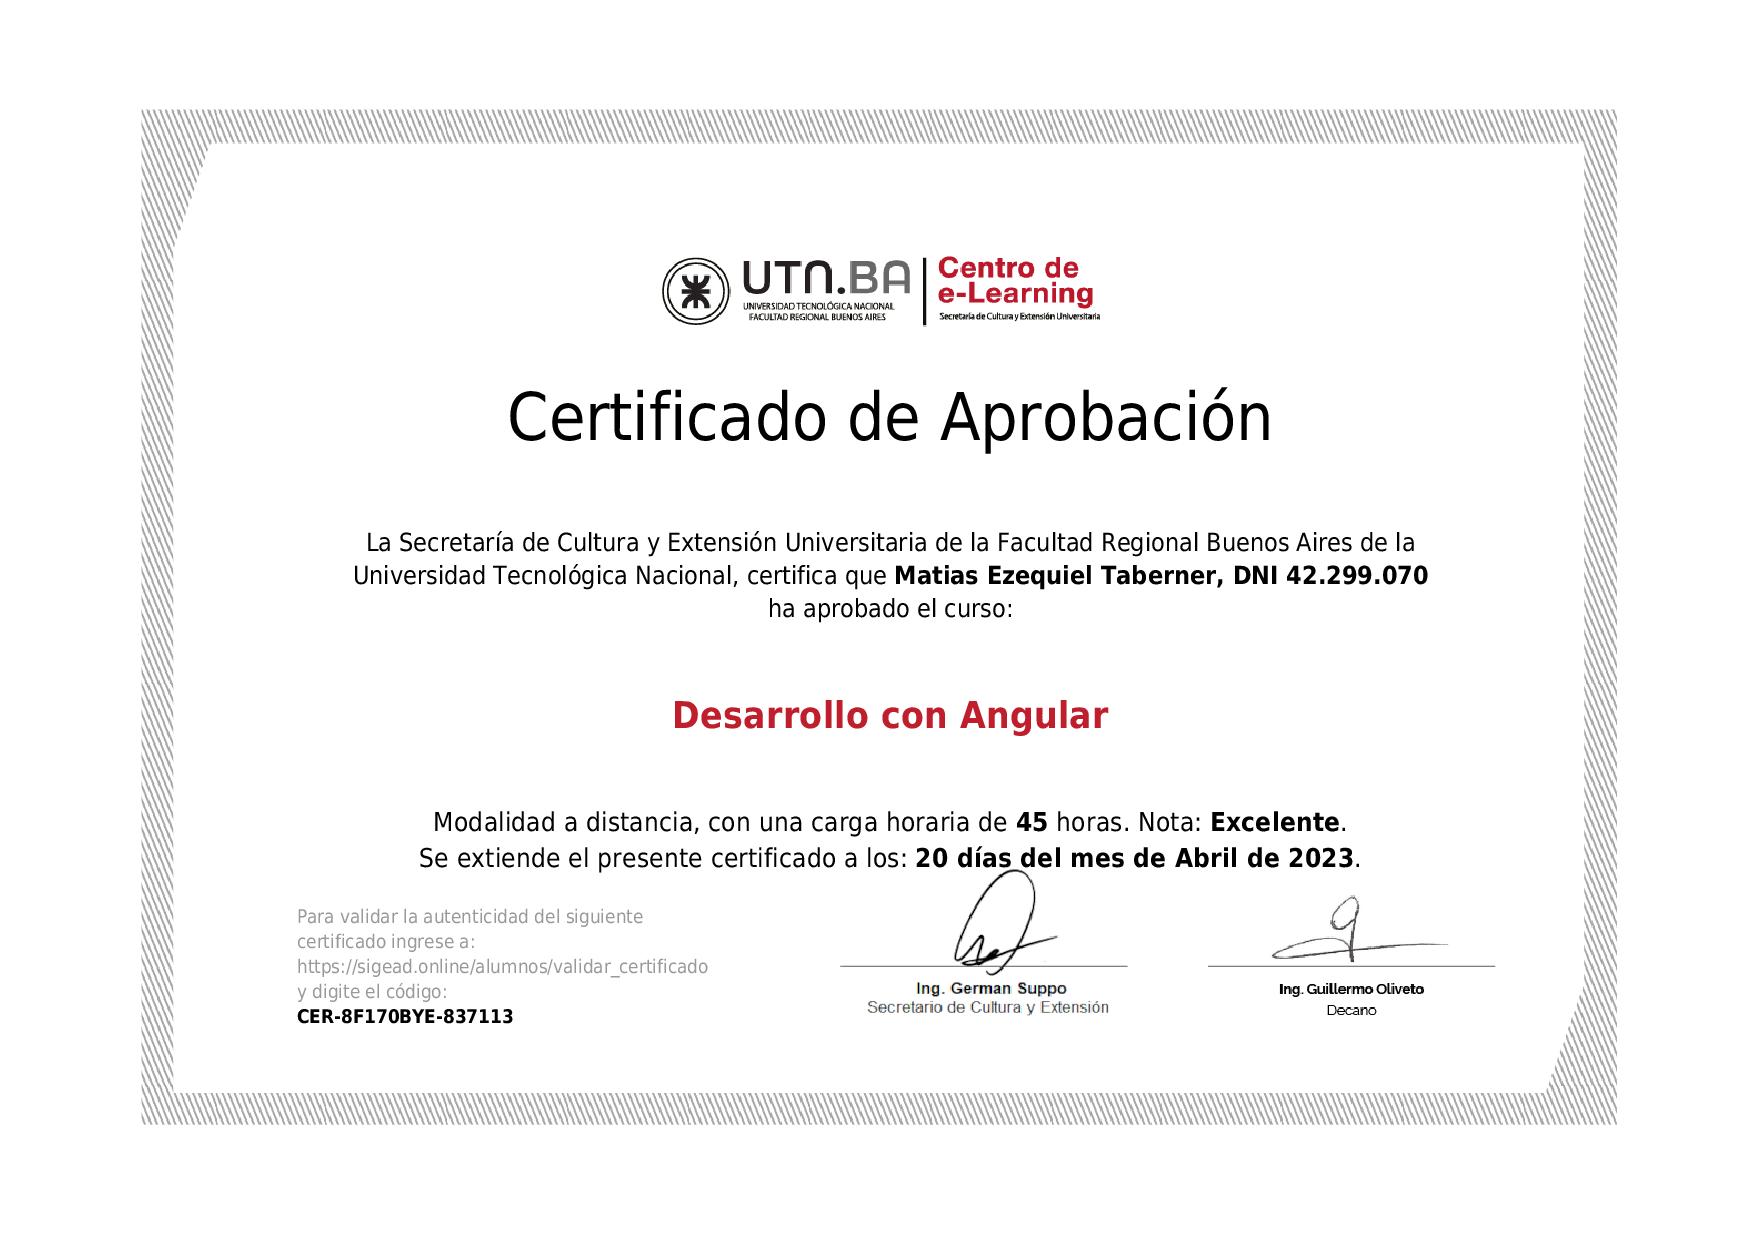 UTN.BA
UNIVERSIDAD TECNOLÓGICA NACIONAL
FACULTAD REGIONAL BUENOS AIRES
Centro de
e-Learning
Secretaría de Cultura y Extensión Universitaria
Certificado de Aprobación
La Secretaría de Cultura y Extensión Universitaria de la Facultad Regional Buenos Aires de la
Universidad Tecnológica Nacional, certifica que Matias Ezequiel Taberner, DNI 42.299.070
ha aprobado el curso:
Desarrollo con Angular
Modalidad a distancia, con una carga horaria de 45 horas. Nota: Excelente.
Se extiende el presente certificado a los: 20 días del mes de Abril de 2023.
Para validar la autenticidad del siguiente
certificado ingrese a:
https://sigead.online/alumnos/validar_certificado
y digite el código:
CER-8F170BYE-837113
Ing. German Suppo
Secretario de Cultura y Extensión
Ing. Guillermo Oliveto
Decano